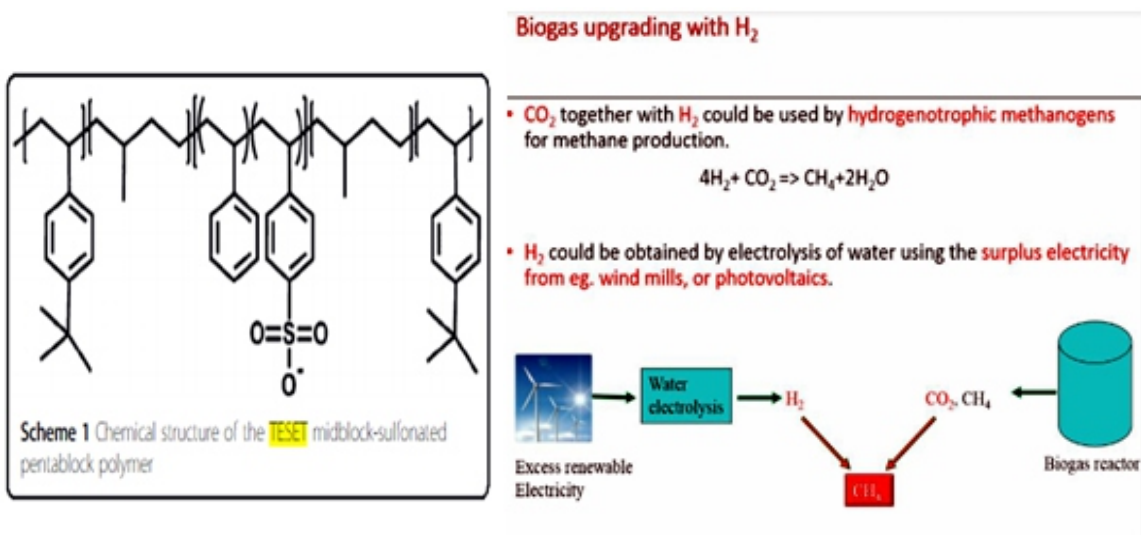 O=S=O
O-
Scheme 1 Chemical structure of the TESET midblock-sulfonated
pentablock polymer
Biogas upgrading with H₂
• CO₂ together with H₂ could be used by hydrogenotrophic methanogens
for methane production.
4H₂+ CO₂ => CH₄+2H₂O
• H₂ could be obtained by electrolysis of water using the surplus electricity
from eg. wind mills, or photovoltaics.
Water
electrolysis
H₂
CO₂, CH₄
Excess renewable
Electricity
Biogas reactor
CH₄